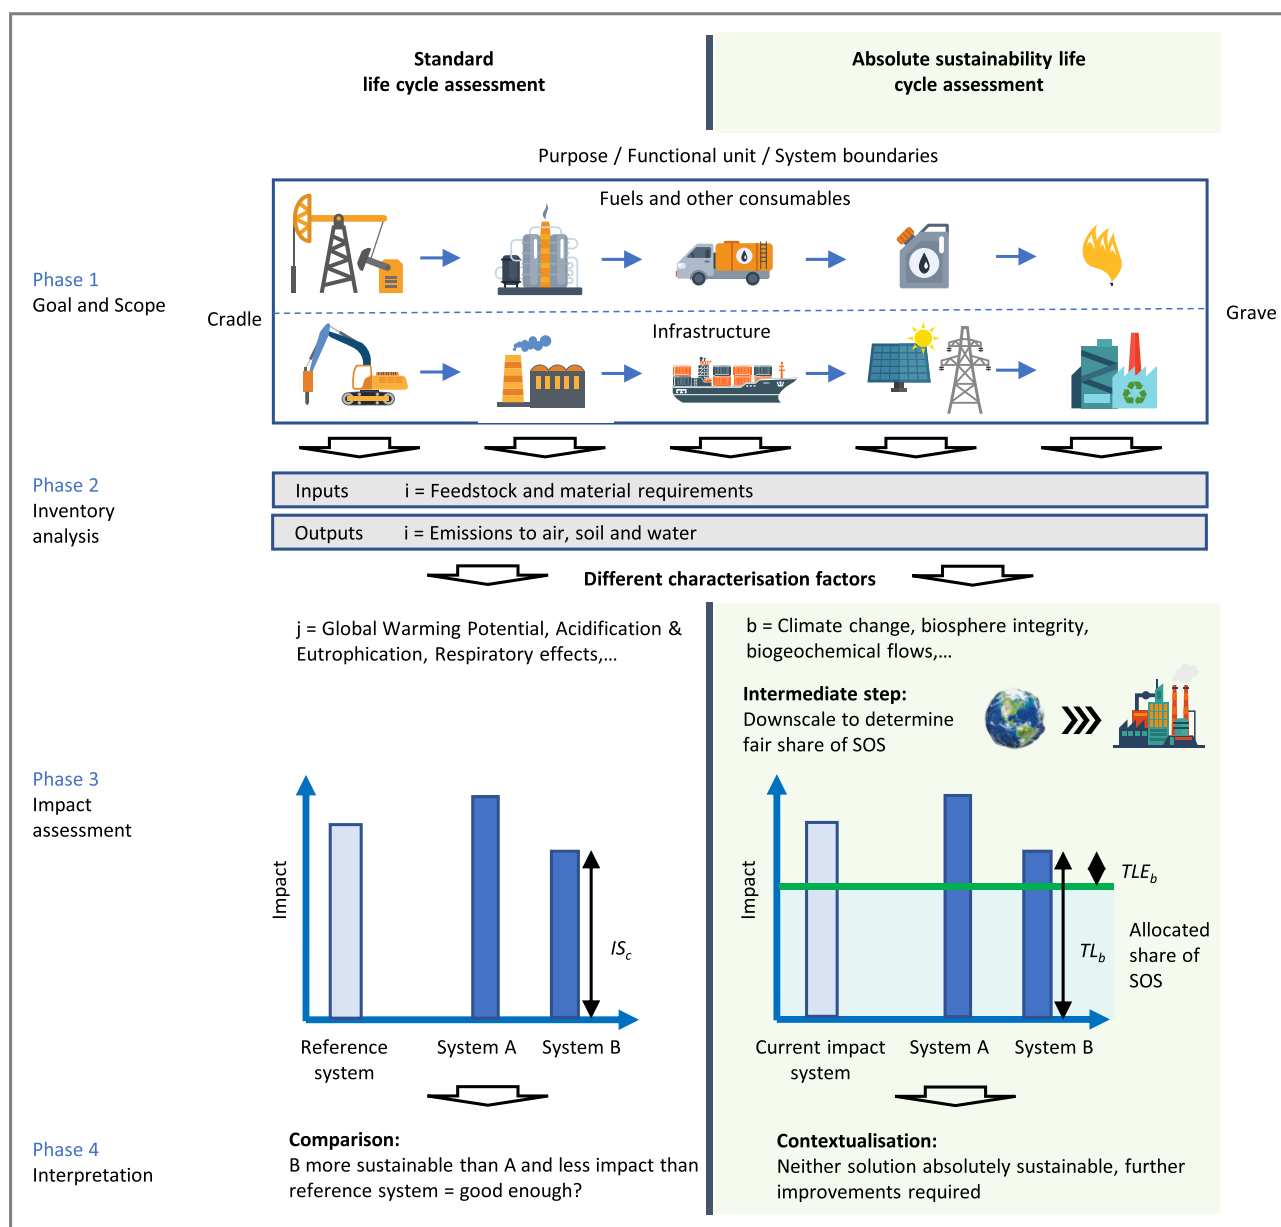 Standard
life cycle assessment
Absolute sustainability life
cycle assessment
Purpose / Functional unit / System boundaries
Fuels and other consumables
Phase 1
Goal and Scope
Cradle
Grave
Infrastructure
Phase 2
Inventory
analysis
Inputs i = Feedstock and material requirements
Outputs i = Emissions to air, soil and water
Different characterisation factors
j = Global Warming Potential, Acidification &
Eutrophication, Respiratory effects,...
b = Climate change, biosphere integrity,
biogeochemical flows,...
Intermediate step:
Downscale to determine
fair share of SOS
Phase 3
Impact
assessment
Impact
IS_c
Reference
system
System A
System B
Impact
TLE_b
TL_b
Allocated
share of
SOS
Current impact
system
System A
System B
Phase 4
Interpretation
Comparison:
B more sustainable than A and less impact than
reference system = good enough?
Contextualisation:
Neither solution absolutely sustainable, further
improvements required